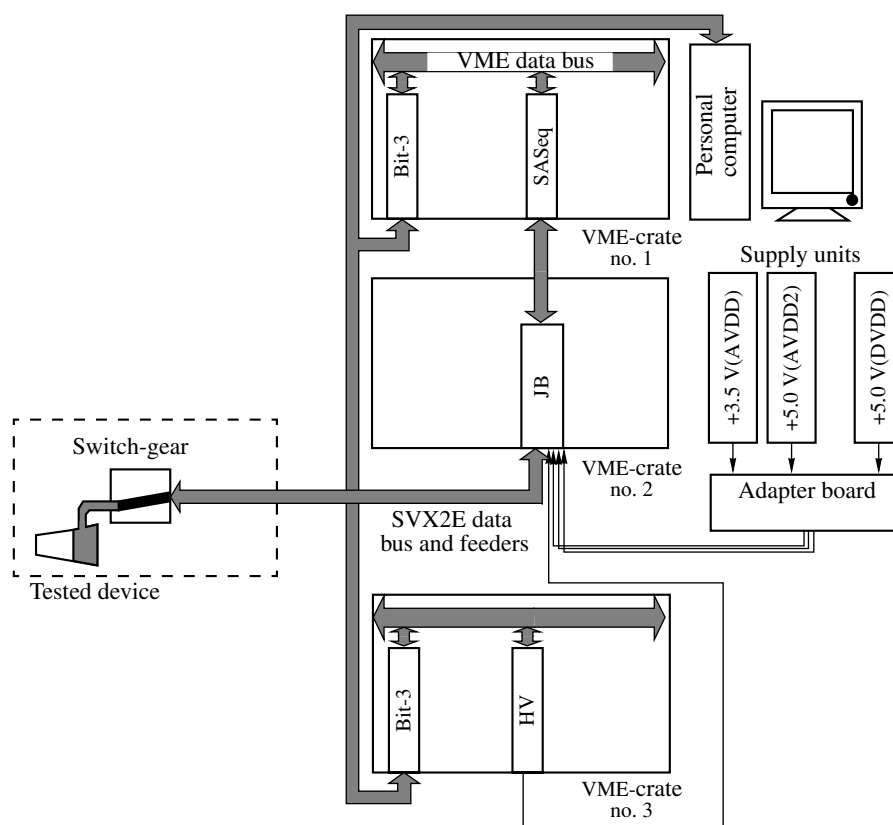 VME data bus
Bit-3
SASeq
Personal
computer
VME-crate
no. 1
Supply units
+3.5 V(AVDD)
+5.0 V(AVDD2)
+5.0 V(DVDD)
JB
Switch-gear
VME-crate
no. 2
Adapter board
SVX2E data
bus and feeders
Tested device
Bit-3
HV
VME-crate
no. 3